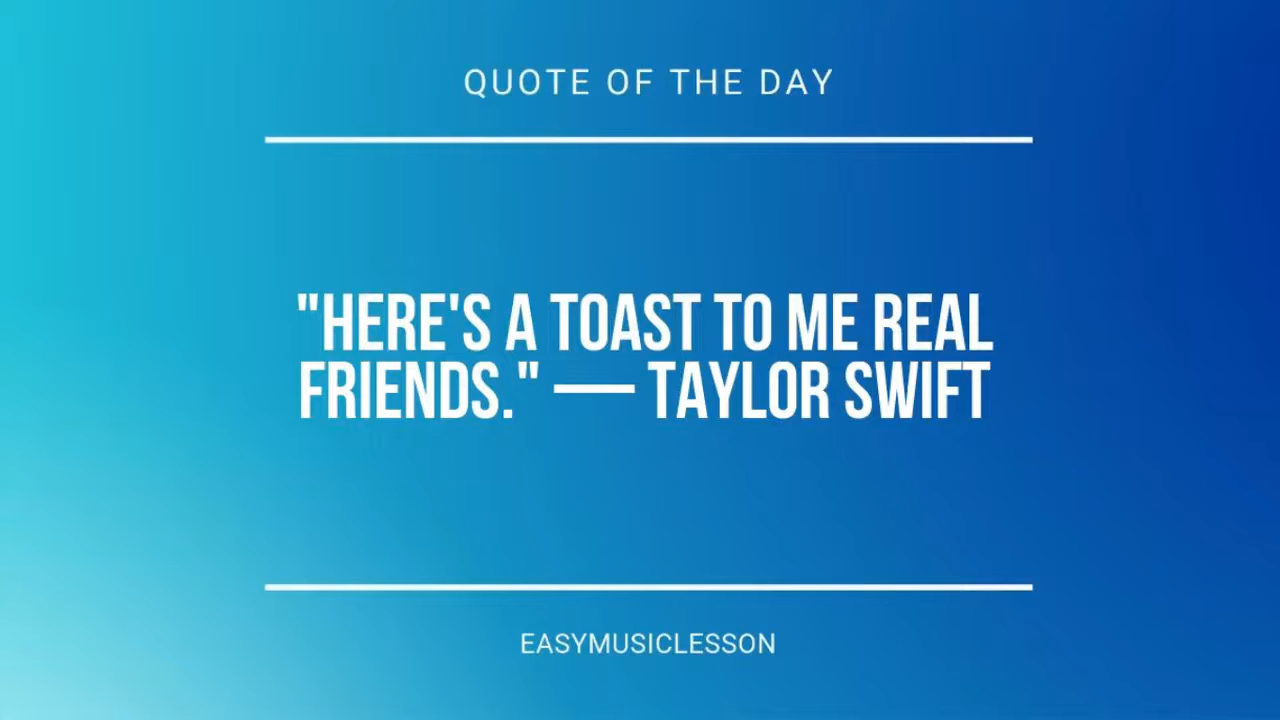 QUOTE OF THE DAY
"HERE'S A TOAST TO ME REAL
FRIENDS." — TAYLOR SWIFT
EASYMUSICLESSON